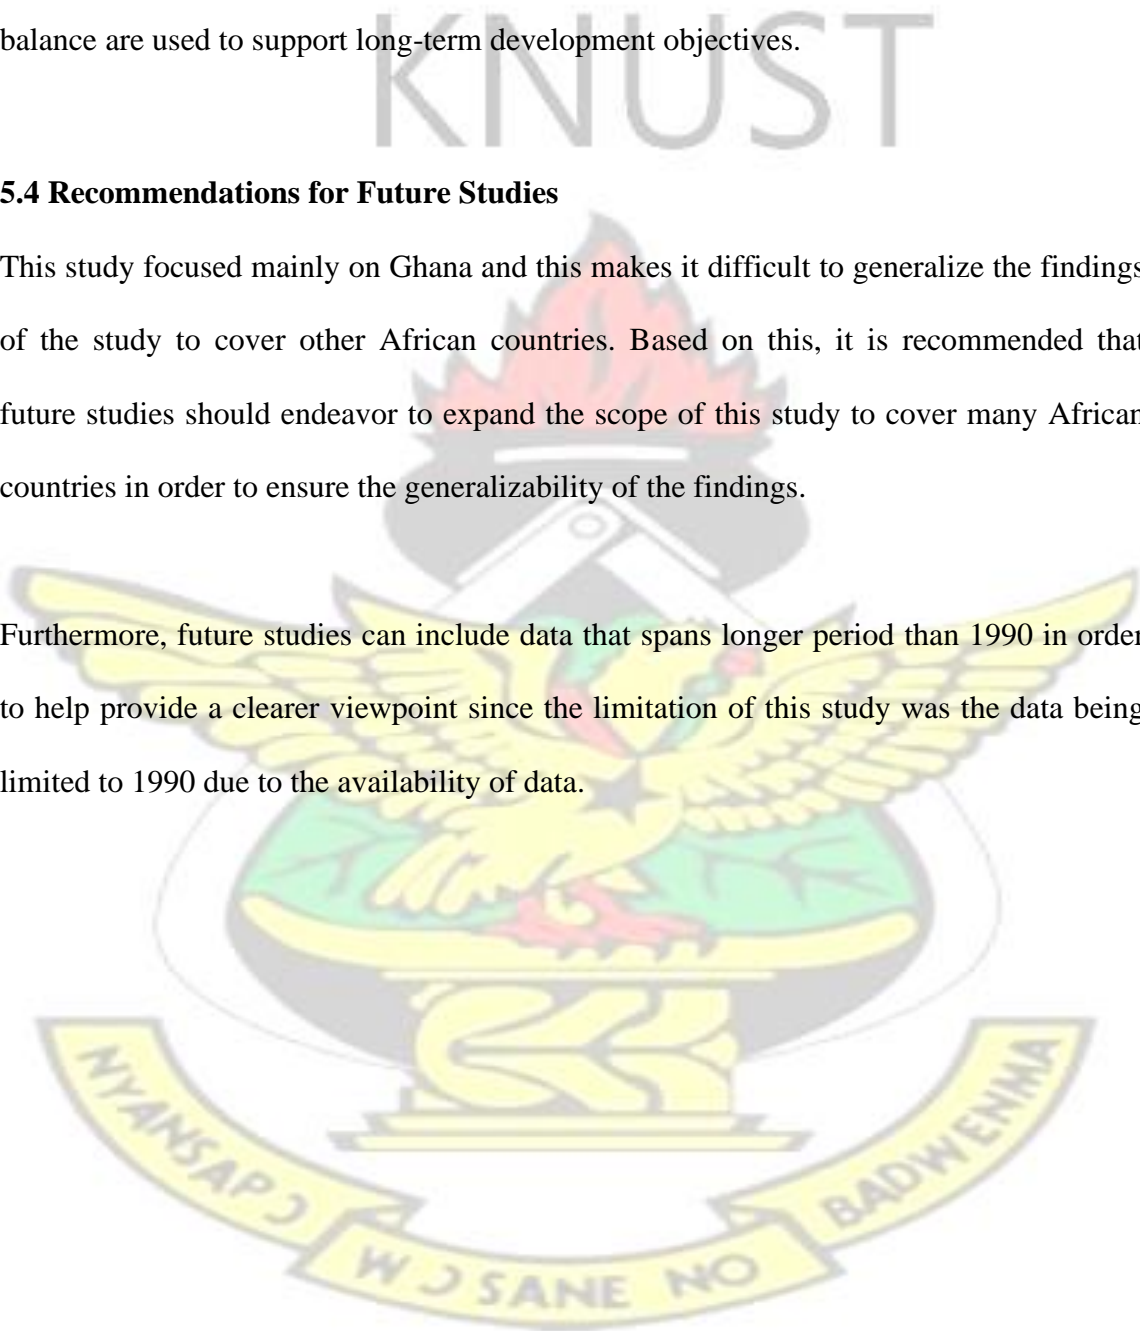 KNUST
balance are used to support long-term development objectives.
5.4 Recommendations for Future Studies
This study focused mainly on Ghana and this makes it difficult to generalize the findings
of the study to cover other African countries. Based on this, it is recommended that
future studies should endeavor to expand the scope of this study to cover many African
countries in order to ensure the generalizability of the findings.
Furthermore, future studies can include data that spans longer period than 1990 in order
to help provide a clearer viewpoint since the limitation of this study was the data being
limited to 1990 due to the availability of data.
NYANSAPƆ
WƆSANE NO
BADWENMA